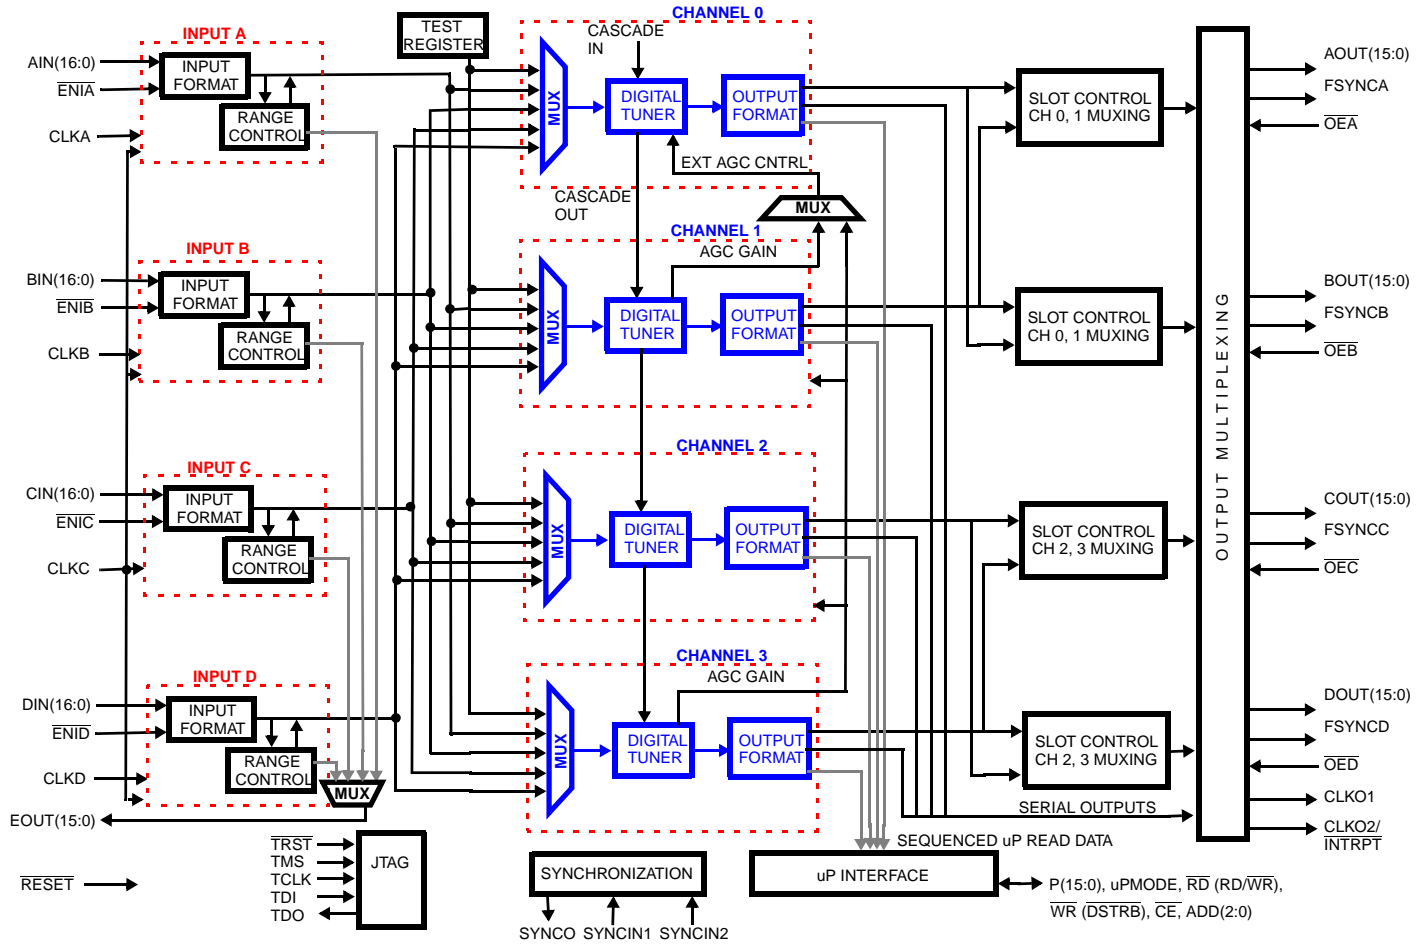 CHANNEL 0
TEST
REGISTER
CASCADE
IN
INPUT A
AIN(16:0)
ENIA
CLKA
INPUT
FORMAT
RANGE
CONTROL
MUX
DIGITAL
TUNER
OUTPUT
FORMAT
EXT AGC CNTRL
CASCADE
OUT
MUX
SLOT CONTROL
CH 0, 1 MUXING
AOUT(15:0)
FSYNCA
OEA
INPUT B
BIN(16:0)
ENIB
CLKB
INPUT
FORMAT
RANGE
CONTROL
CHANNEL 1
AGC GAIN
MUX
DIGITAL
TUNER
OUTPUT
FORMAT
SLOT CONTROL
CH 0, 1 MUXING
OUTPUT MULTIPLEXING
BOUT(15:0)
FSYNCB
OEB
INPUT C
CIN(16:0)
ENIC
CLKC
INPUT
FORMAT
RANGE
CONTROL
CHANNEL 2
MUX
DIGITAL
TUNER
OUTPUT
FORMAT
SLOT CONTROL
CH 2, 3 MUXING
COUT(15:0)
FSYNCC
OEC
INPUT D
DIN(16:0)
ENID
CLKD
INPUT
FORMAT
RANGE
CONTROL
MUX
EOUT(15:0)
CHANNEL 3
AGC GAIN
MUX
DIGITAL
TUNER
OUTPUT
FORMAT
SLOT CONTROL
CH 2, 3 MUXING
SERIAL OUTPUTS
DOUT(15:0)
FSYNCD
OED
CLKO1
CLKO2/
INTRPT
SEQUENCED uP READ DATA
TRST
TMS
TCLK
TDI
TDO
JTAG
RESET
SYNCHRONIZATION
SYNCO SYNCIN1 SYNCIN2
uP INTERFACE
P(15:0), uPMODE, RD (RD/WR),
WR (DSTRB), CE, ADD(2:0)